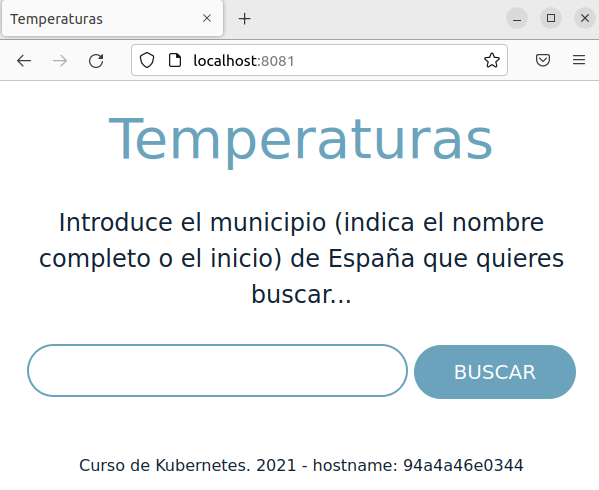 Temperaturas
localhost:8081
Temperaturas
Introduce el municipio (indica el nombre
completo o el inicio) de España que quieres
buscar...
BUSCAR
Curso de Kubernetes. 2021 - hostname: 94a4a46e0344